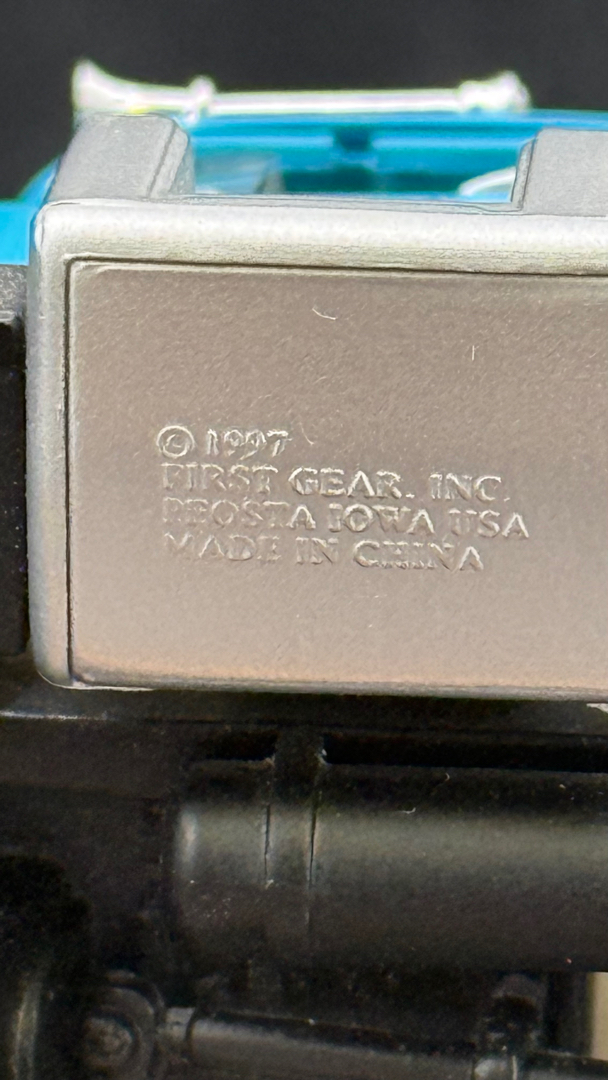 © 1997
FIRST GEAR. INC.
PEOSTA IOWA USA
MADE IN CHINA